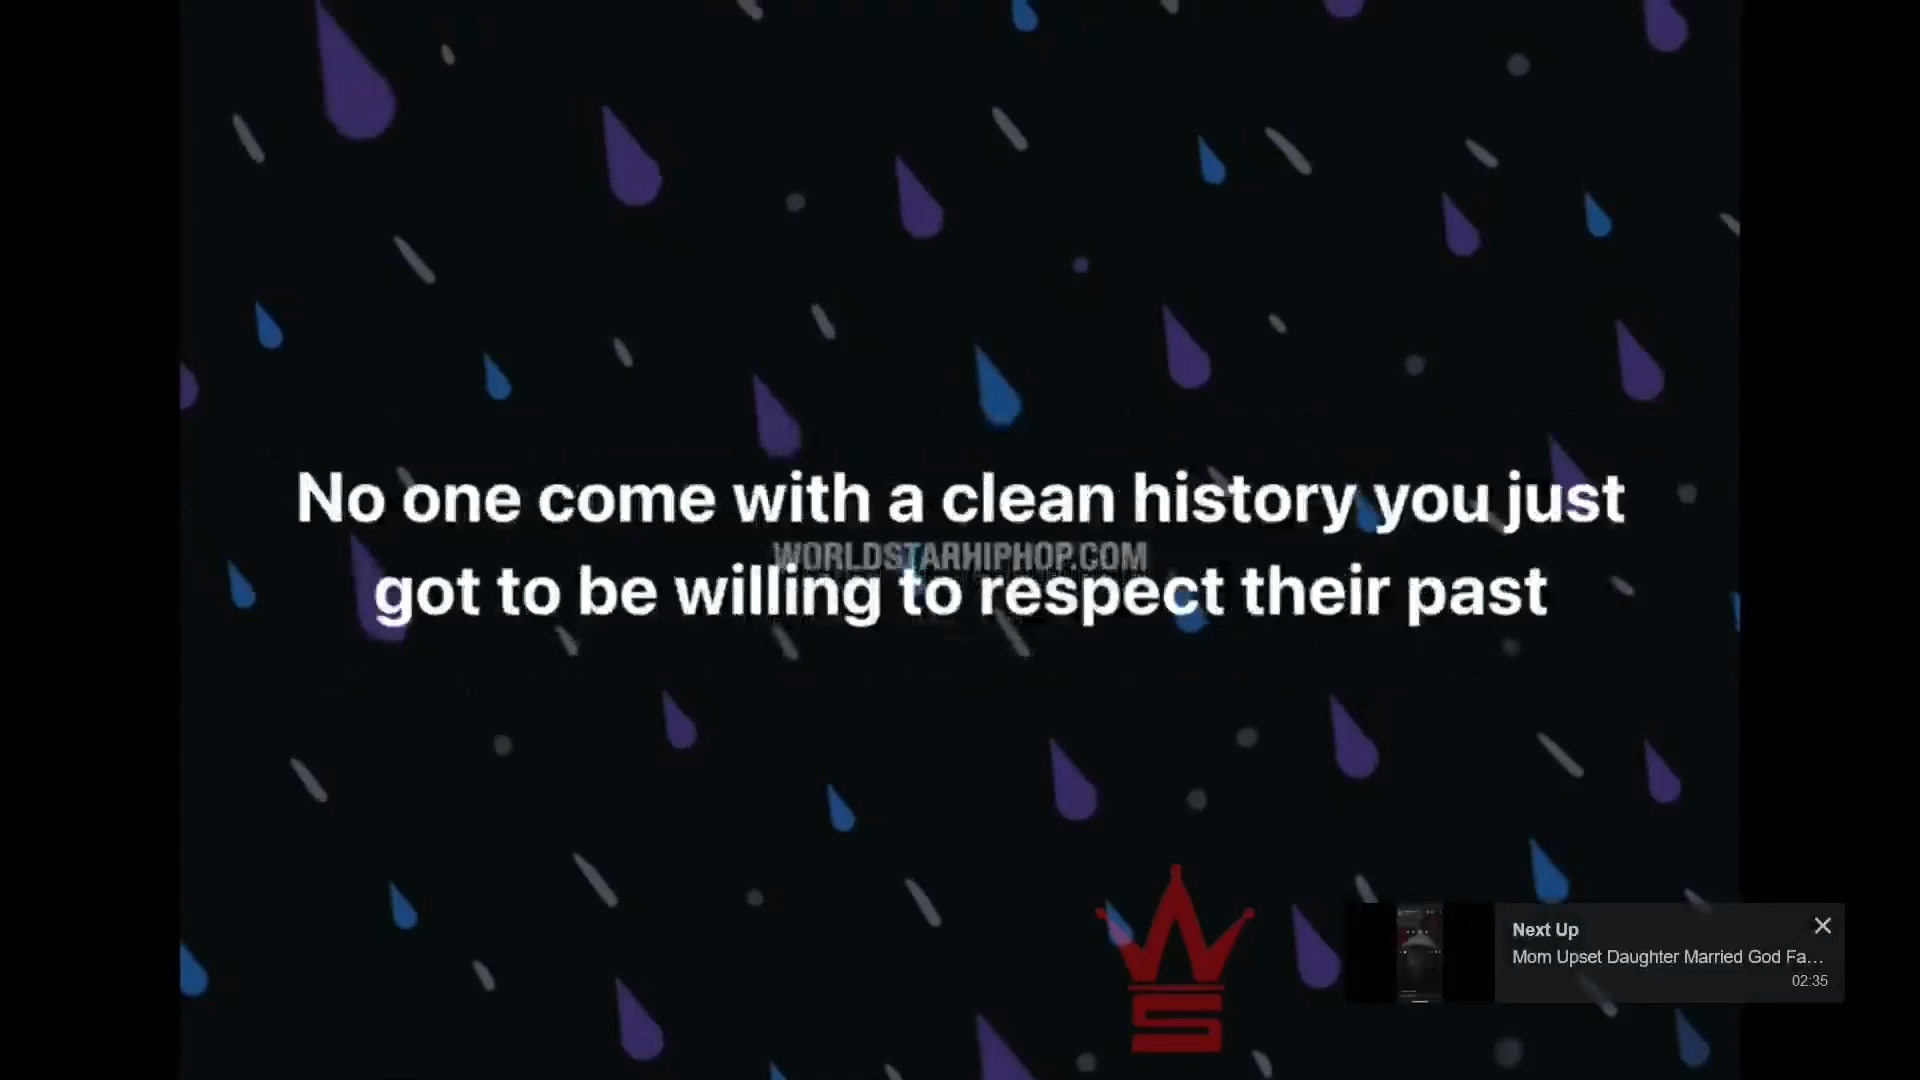 No one come with a clean history you just
WORLDSTARHIPHOP.COM
got to be willing to respect their past
Next Up
Mom Upset Daughter Married God Fa...
02:35